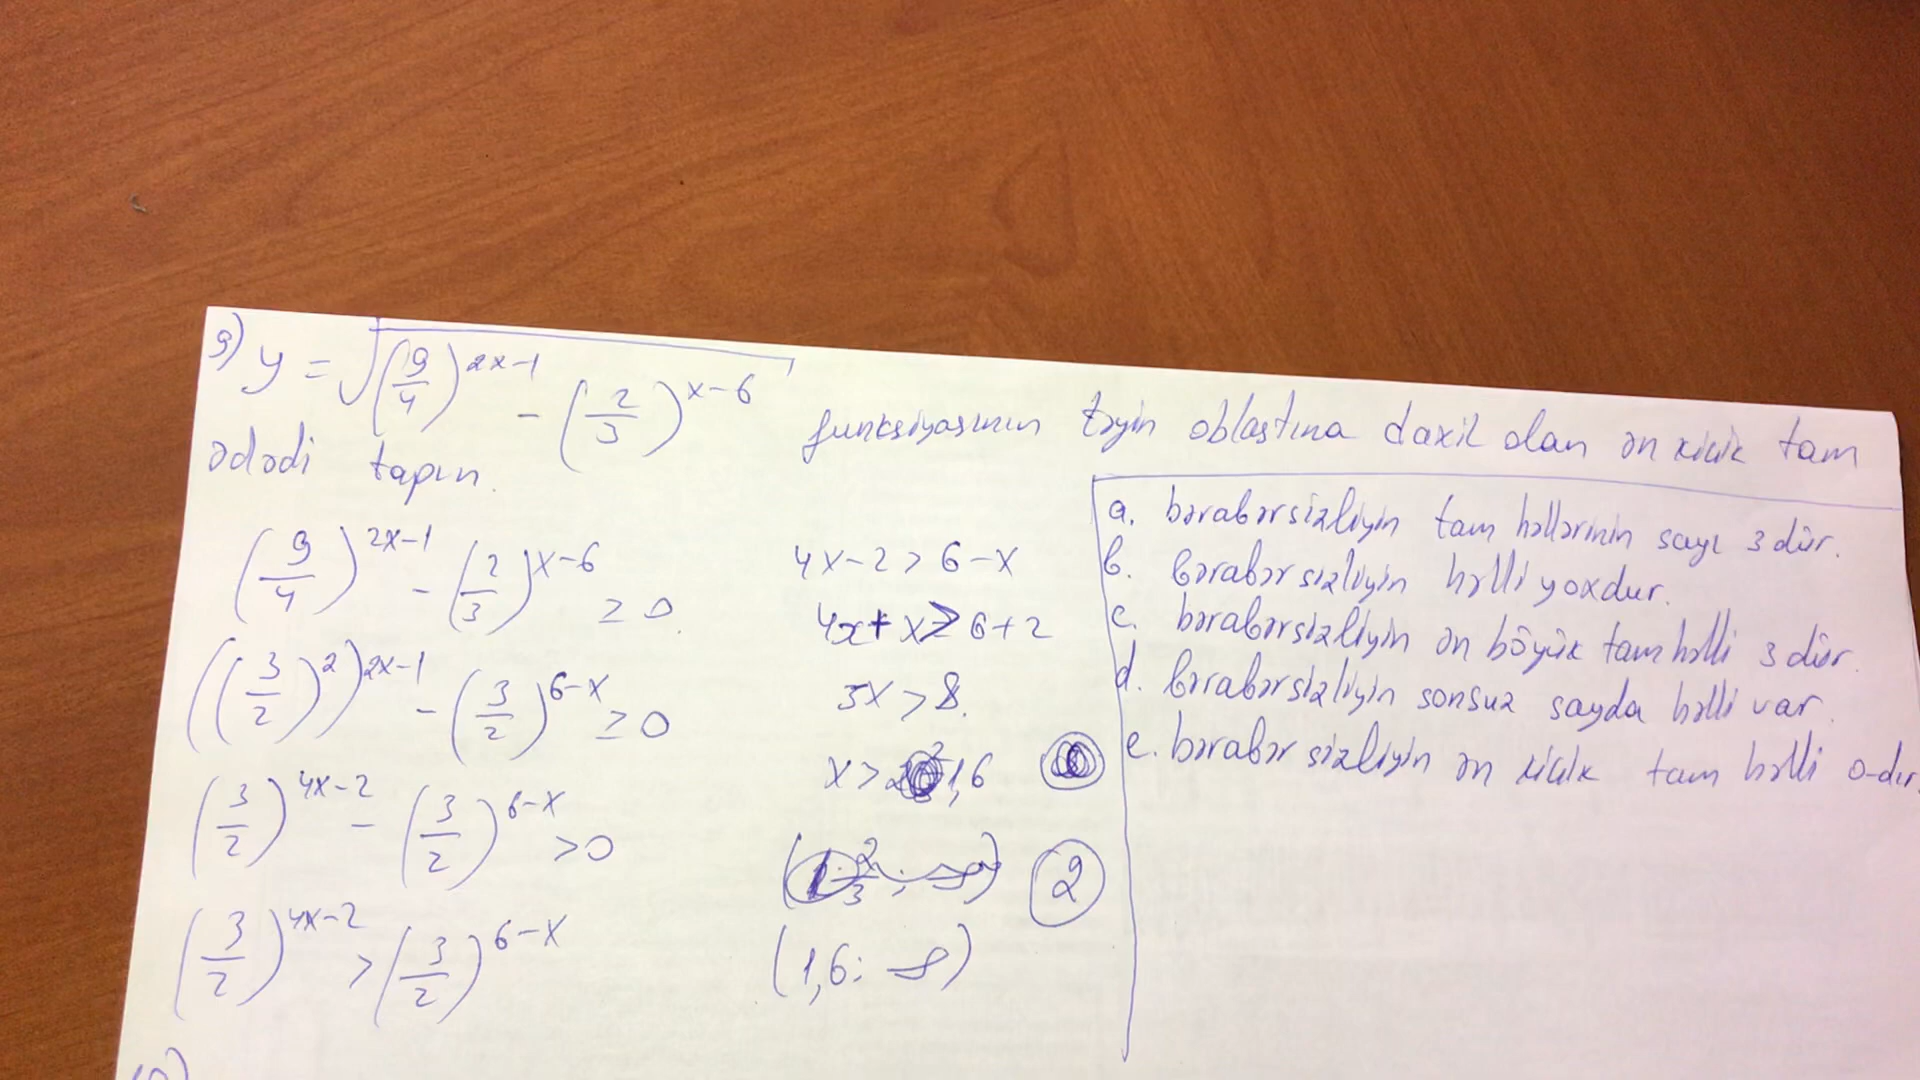 9) y = √((9/4)^(2x-1) - (2/3)^(x-6)) funksiyasının təyin oblastına daxil olan ən kiçik tam
ədədi tapın.
(9/4)^(2x-1) - (2/3)^(x-6) ≥ 0
((3/2)^2)^(2x-1) - (3/2)^(6-x) ≥ 0
(3/2)^(4x-2) - (3/2)^(6-x) > 0
(3/2)^(4x-2) > (3/2)^(6-x)
4x-2 > 6-x
4x + x ≥ 6+2
5x > 8.
x > 1,6
2
(1,6; ∞)
a. bərabərsizliyin tam həllərinin sayı 3 dür.
b. bərabərsizliyin həlli yoxdur.
c. bərabərsizliyin ən böyük tam həlli 3 dür.
d. bərabərsizliyin sonsuz sayda həlli var.
e. bərabərsizliyin ən kiçik tam həlli 0-dır.